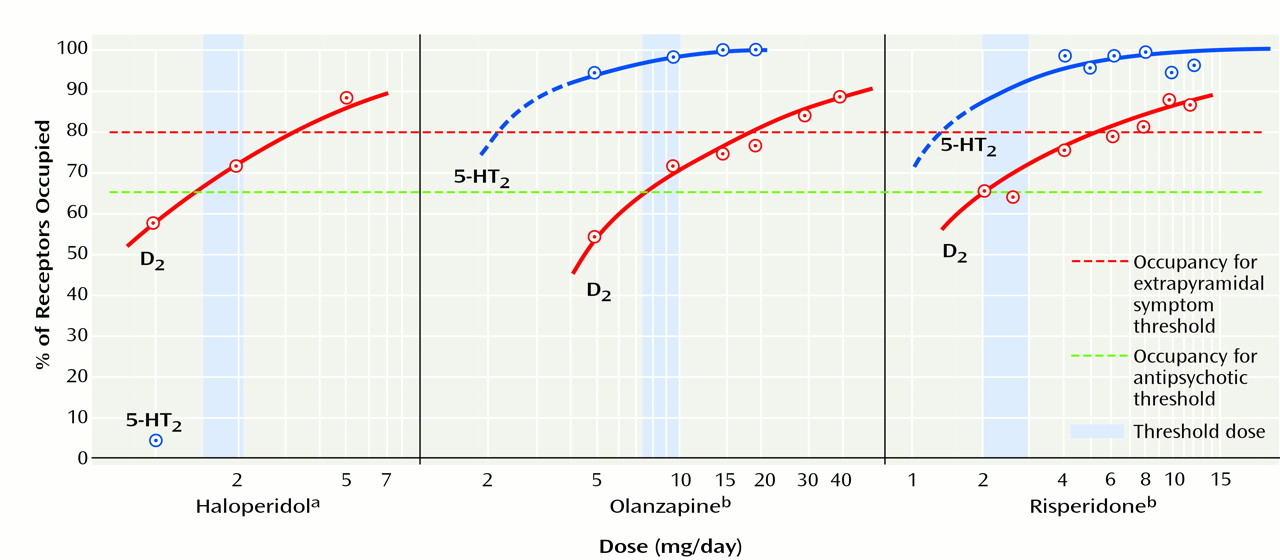 % of Receptors Occupied
100
90
80
70
60
50
40
30
20
10
0
D2
5-HT2
2 5 7
Haloperidolᵃ
5-HT2
D2
2 5 10 15 20 30 40
Olanzapineᵇ
5-HT2
D2
Occupancy for
extrapyramidal
symptom
threshold
Occupancy for
antipsychotic
threshold
Threshold dose
1 2 4 6 8 10 15
Risperidoneᵇ
Dose (mg/day)